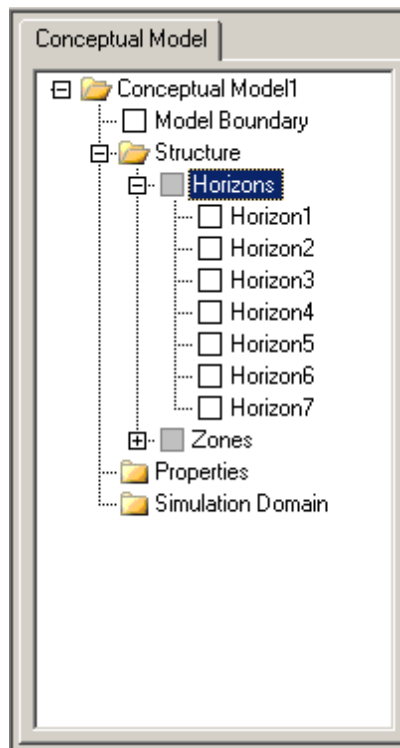 Conceptual Model
Conceptual Model1
Model Boundary
Structure
Horizons
Horizon1
Horizon2
Horizon3
Horizon4
Horizon5
Horizon6
Horizon7
Zones
Properties
Simulation Domain